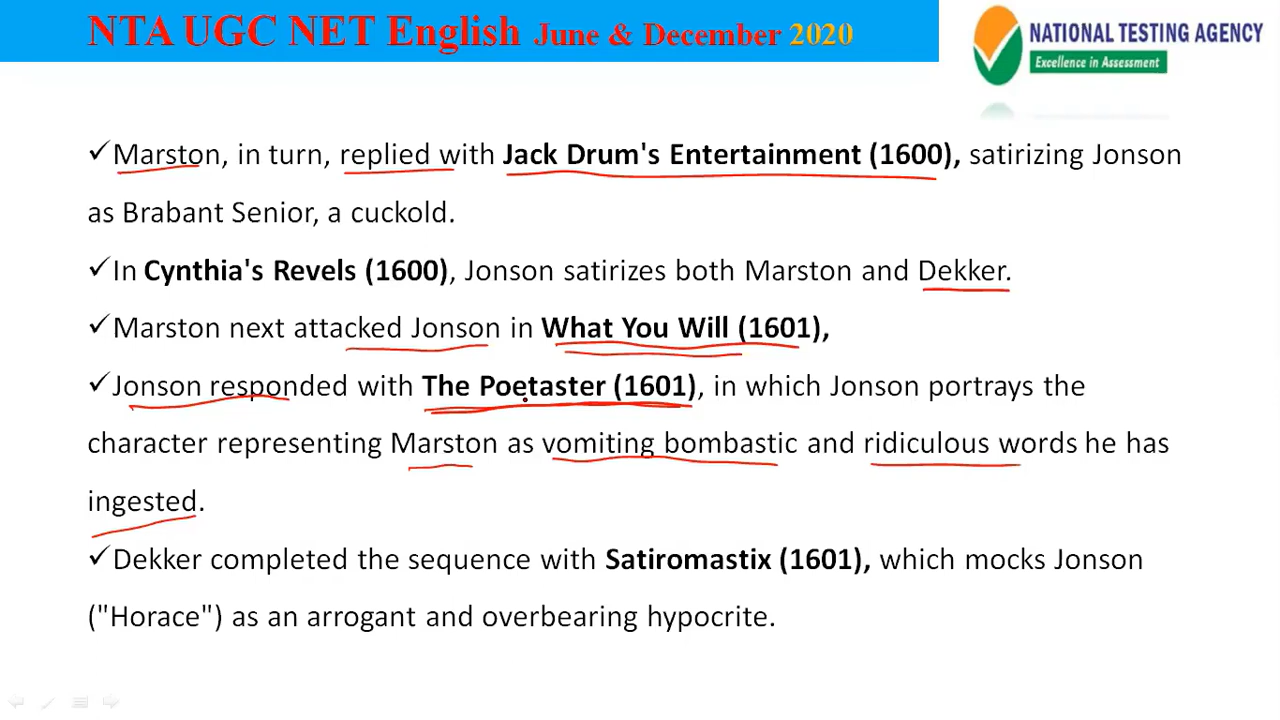 NTA UGC NET English June & December 2020
NATIONAL TESTING AGENCY
Excellence in Assessment
✓Marston, in turn, replied with Jack Drum's Entertainment (1600), satirizing Jonson
as Brabant Senior, a cuckold.
✓In Cynthia's Revels (1600), Jonson satirizes both Marston and Dekker.
✓Marston next attacked Jonson in What You Will (1601),
✓Jonson responded with The Poetaster (1601), in which Jonson portrays the
character representing Marston as vomiting bombastic and ridiculous words he has
ingested.
✓Dekker completed the sequence with Satiromastix (1601), which mocks Jonson
("Horace") as an arrogant and overbearing hypocrite.